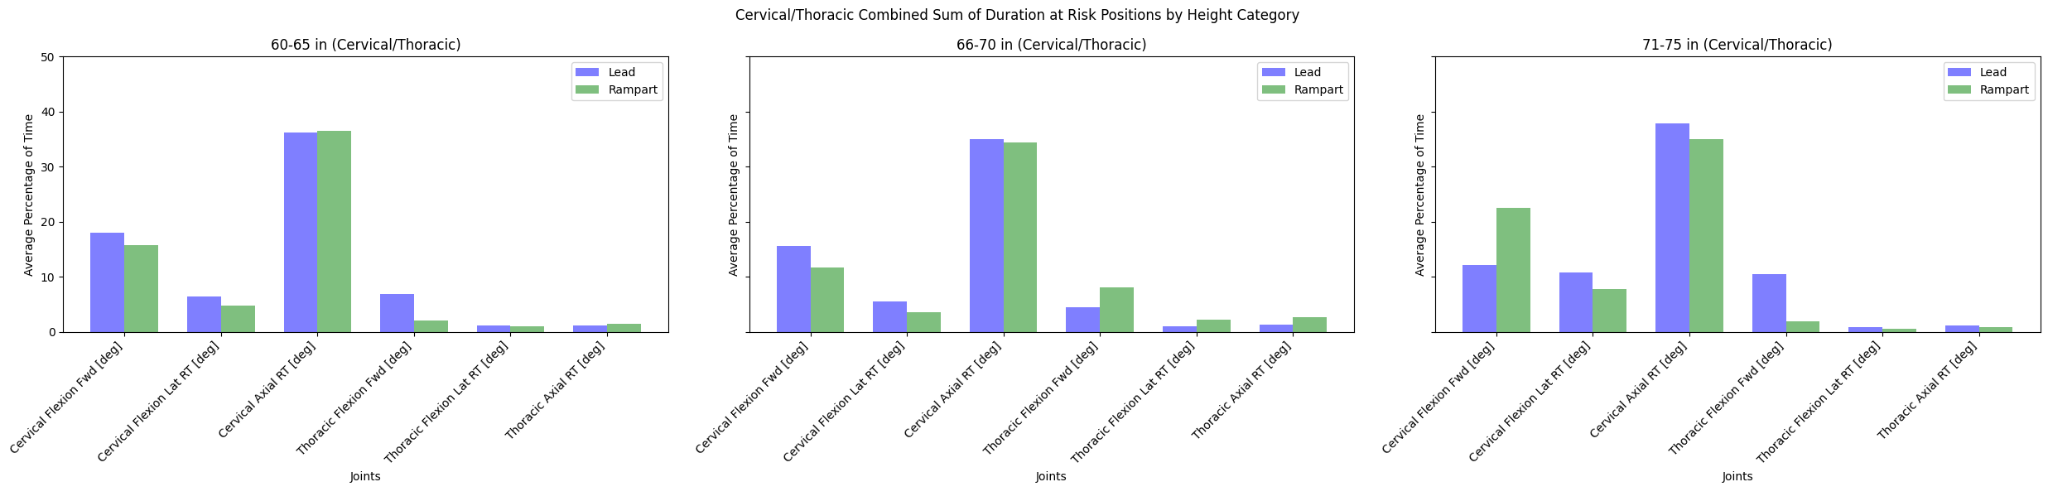 Cervical/Thoracic Combined Sum of Duration at Risk Positions by Height Category
60-65 in (Cervical/Thoracic)
Average Percentage of Time
50
40
30
20
10
0
Lead
Rampart
Cervical Flexion Fwd [deg]
Cervical Flexion Lat RT [deg]
Cervical Axial RT [deg]
Thoracic Flexion Fwd [deg]
Thoracic Flexion Lat RT [deg]
Thoracic Axial RT [deg]
Joints
66-70 in (Cervical/Thoracic)
Average Percentage of Time
Lead
Rampart
Cervical Flexion Fwd [deg]
Cervical Flexion Lat RT [deg]
Cervical Axial RT [deg]
Thoracic Flexion Fwd [deg]
Thoracic Flexion Lat RT [deg]
Thoracic Axial RT [deg]
Joints
71-75 in (Cervical/Thoracic)
Average Percentage of Time
Lead
Rampart
Cervical Flexion Fwd [deg]
Cervical Flexion Lat RT [deg]
Cervical Axial RT [deg]
Thoracic Flexion Fwd [deg]
Thoracic Flexion Lat RT [deg]
Thoracic Axial RT [deg]
Joints